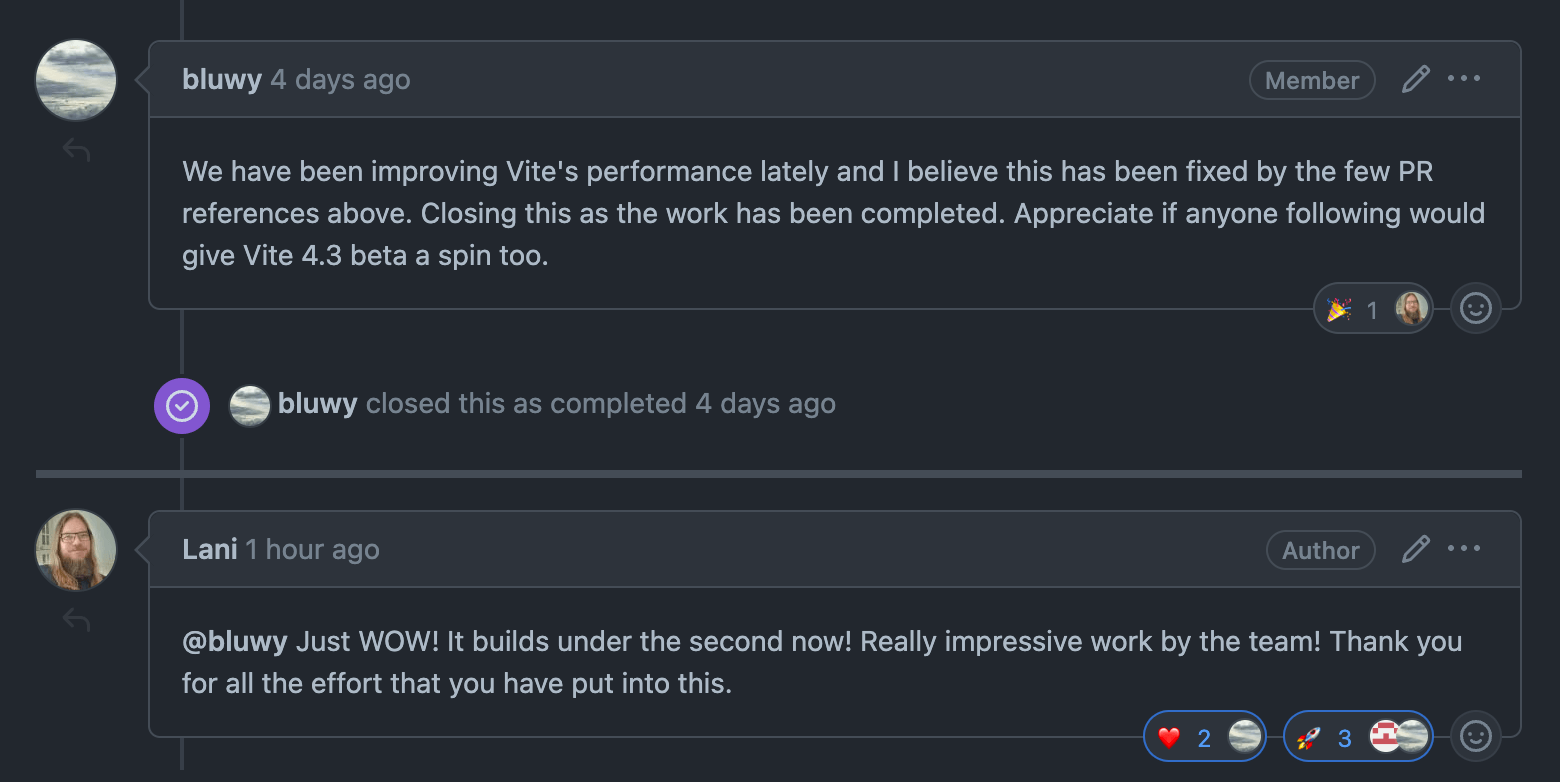 bluwy 4 days ago
Member
We have been improving Vite's performance lately and I believe this has been fixed by the few PR
references above. Closing this as the work has been completed. Appreciate if anyone following would
give Vite 4.3 beta a spin too.
1
bluwy closed this as completed 4 days ago
Lani 1 hour ago
Author
@bluwy Just WOW! It builds under the second now! Really impressive work by the team! Thank you
for all the effort that you have put into this.
2
3